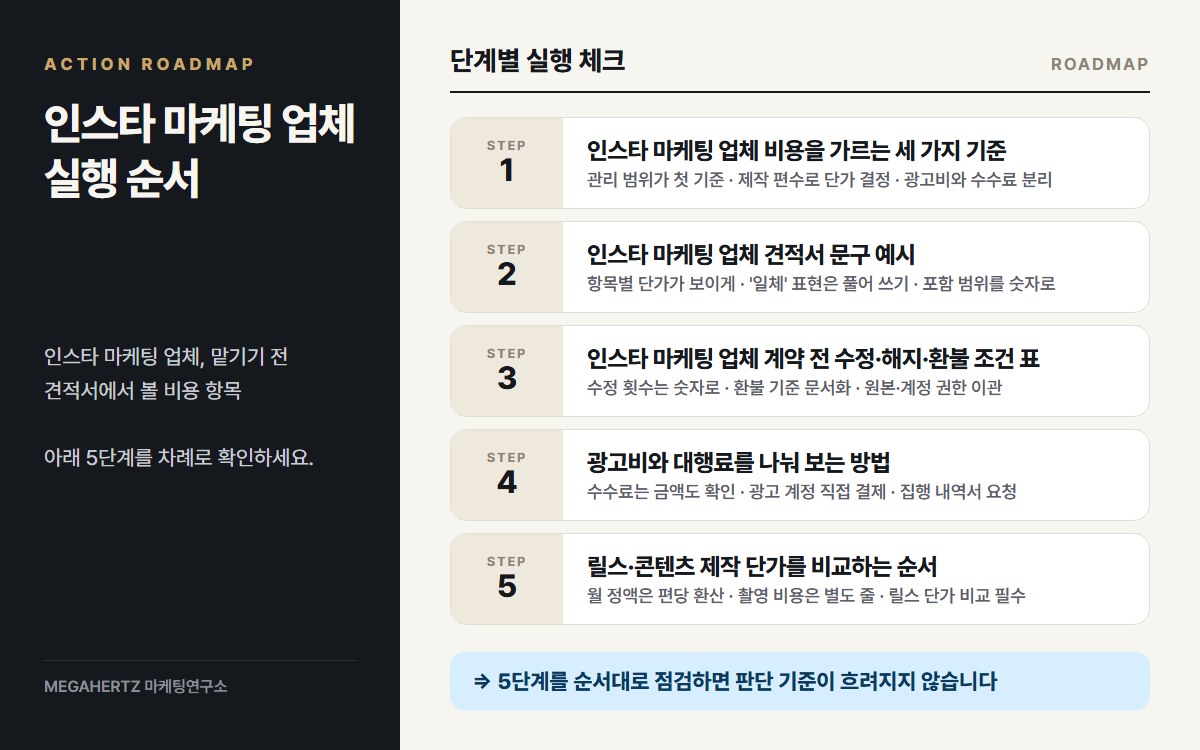 ACTION ROADMAP
인스타 마케팅 업체
실행 순서
인스타 마케팅 업체, 맡기기 전
견적서에서 볼 비용 항목
아래 5단계를 차례로 확인하세요.
MEGAHERTZ 마케팅연구소
단계별 실행 체크
ROADMAP
STEP
1
인스타 마케팅 업체 비용을 가르는 세 가지 기준
관리 범위가 첫 기준 · 제작 편수로 단가 결정 · 광고비와 수수료 분리
STEP
2
인스타 마케팅 업체 견적서 문구 예시
항목별 단가가 보이게 · '일체' 표현은 풀어 쓰기 · 포함 범위를 숫자로
STEP
3
인스타 마케팅 업체 계약 전 수정·해지·환불 조건 표
수정 횟수는 숫자로 · 환불 기준 문서화 · 원본·계정 권한 이관
STEP
4
광고비와 대행료를 나눠 보는 방법
수수료는 금액도 확인 · 광고 계정 직접 결제 · 집행 내역서 요청
STEP
5
릴스·콘텐츠 제작 단가를 비교하는 순서
월 정액은 편당 환산 · 촬영 비용은 별도 줄 · 릴스 단가 비교 필수
⇒ 5단계를 순서대로 점검하면 판단 기준이 흐려지지 않습니다